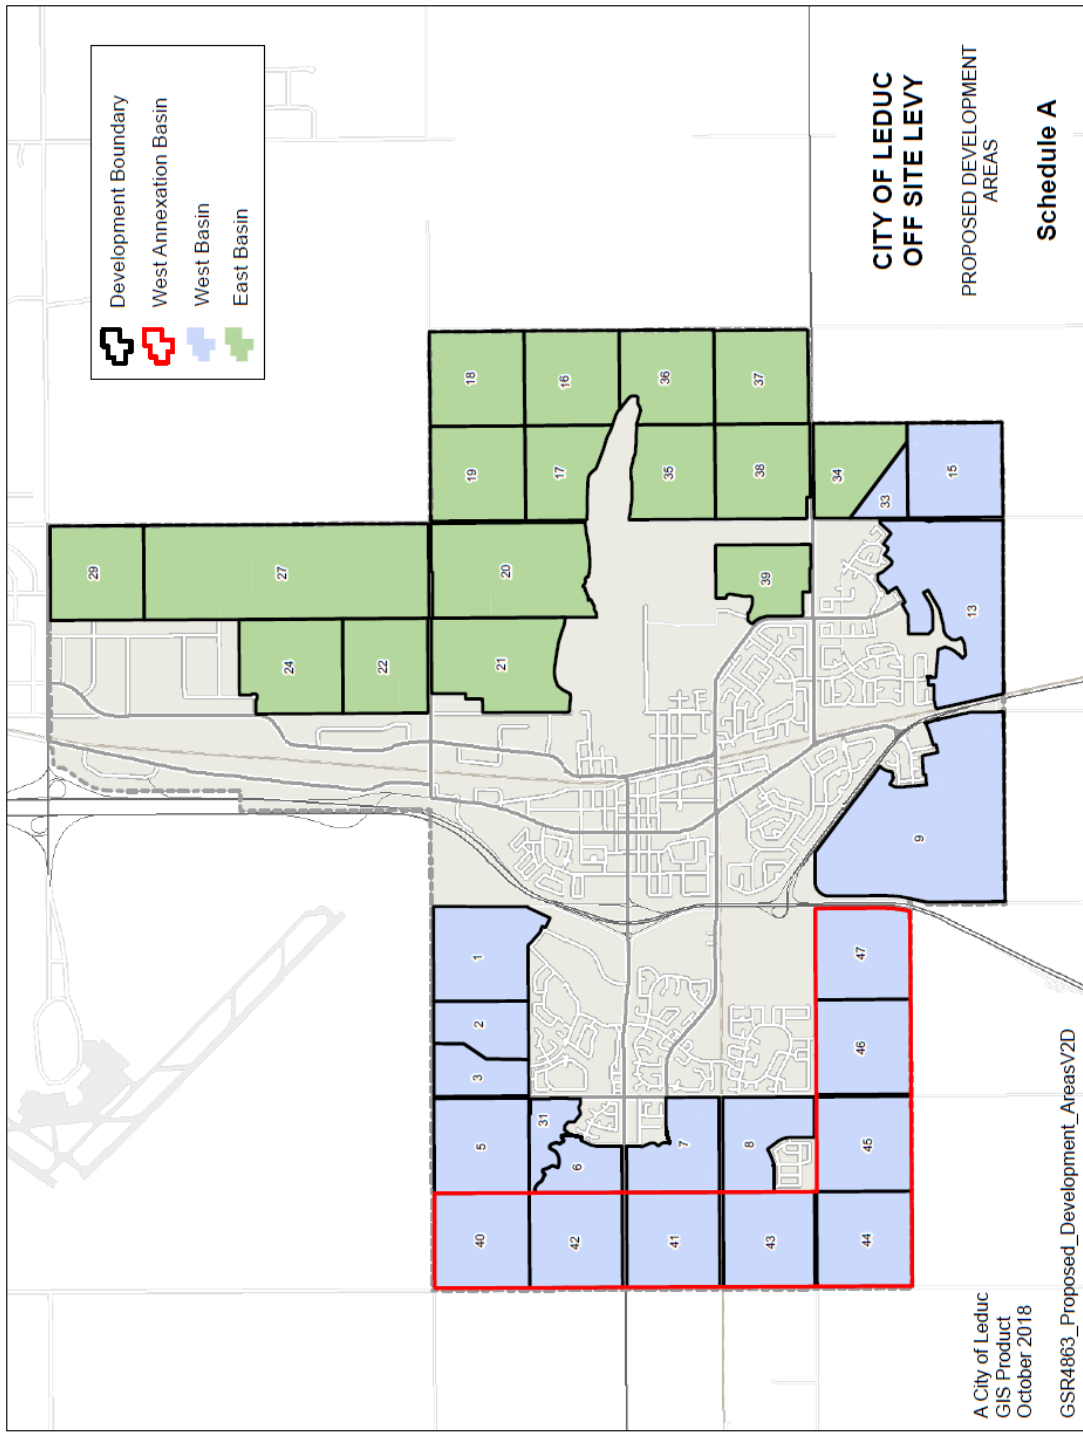 Development Boundary
West Annexation Basin
West Basin
East Basin
CITY OF LEDUC
OFF SITE LEVY
PROPOSED DEVELOPMENT
AREAS
Schedule A
A City of Leduc
GIS Product
October 2018
GSR4863_Proposed_Development_AreasV2D
40
42
41
43
44
5
31
6
7
8
45
3
2
46
1
47
9
24
22
21
13
29
27
20
39
19
17
35
38
34
33
15
18
16
36
37